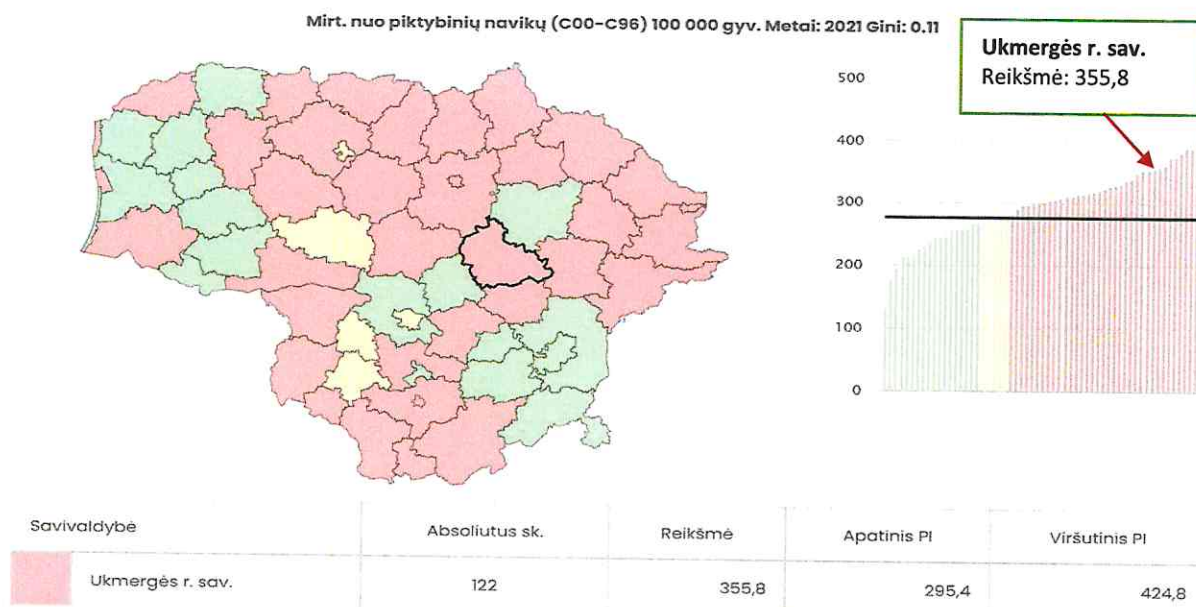 Mirt. nuo piktybinių navikų (C00-C96) 100 000 gyv. Metai: 2021 Gini: 0.11
Ukmergės r. sav.
Reikšmė: 355,8
500
400
300
200
100
0
Savivaldybė Absoliutus sk. Reikšmė Apatinis PI Viršutinis PI
Ukmergės r. sav. 122 355,8 295,4 424,8